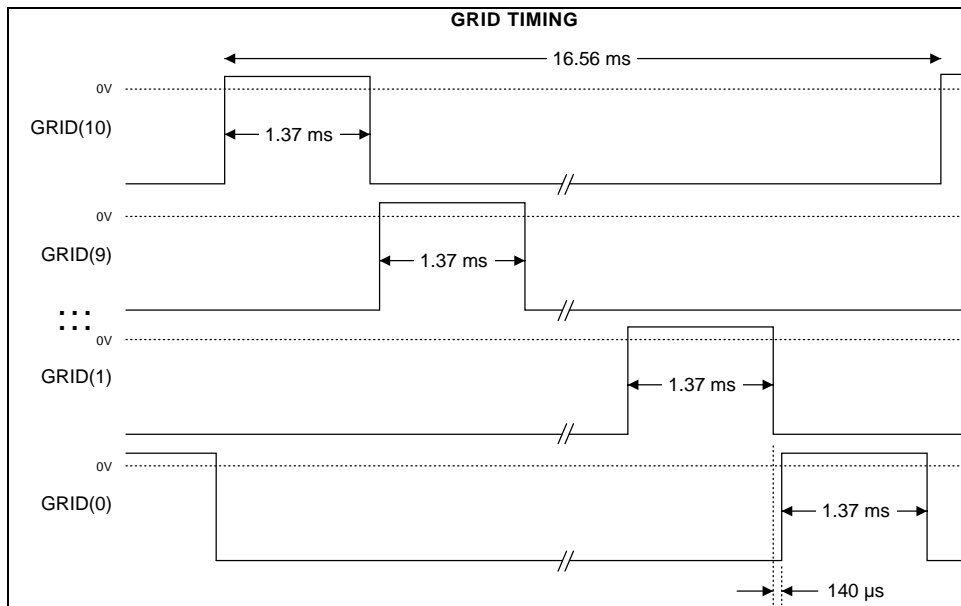 GRID TIMING
16.56 ms
0V
GRID(10)
1.37 ms
0V
GRID(9)
1.37 ms
0V
GRID(1)
1.37 ms
0V
GRID(0)
1.37 ms
140 µs